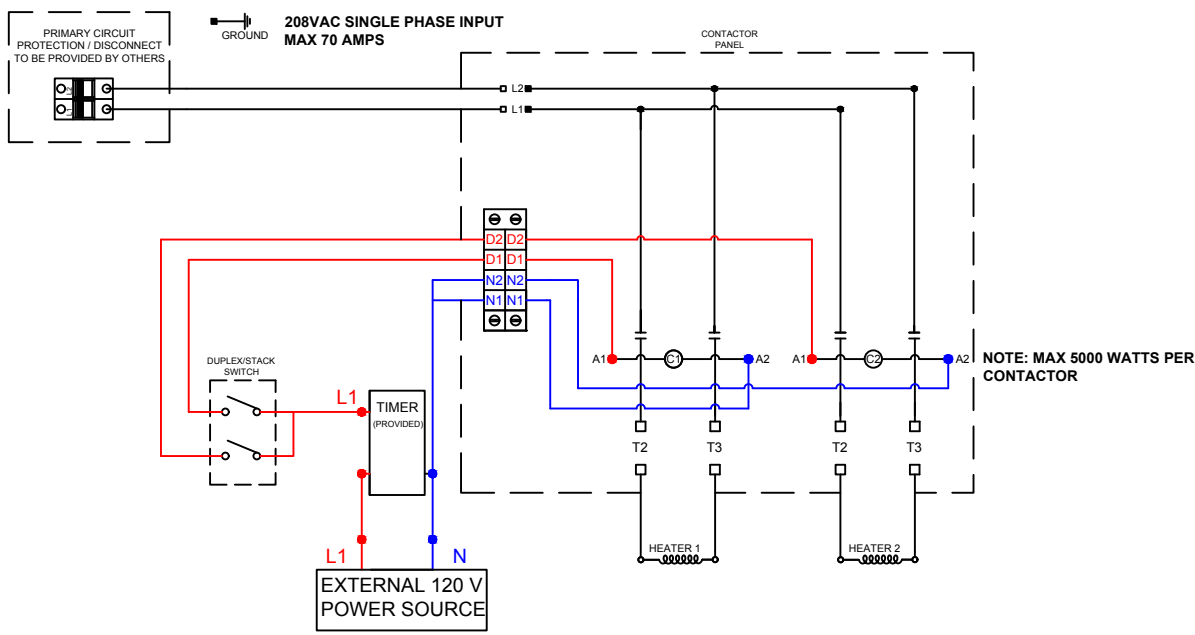 PRIMARY CIRCUIT
PROTECTION / DISCONNECT
TO BE PROVIDED BY OTHERS
L2
L1
GROUND
208VAC SINGLE PHASE INPUT
MAX 70 AMPS
CONTACTOR
PANEL
L2
L1
D2 D2
D1 D1
N2 N2
N1 N1
A1 C1 A2
A1 C2 A2
NOTE: MAX 5000 WATTS PER
CONTACTOR
DUPLEX/STACK
SWITCH
L1
TIMER
(PROVIDED)
T2 T3 T2 T3
HEATER 1
HEATER 2
L1 N
EXTERNAL 120 V
POWER SOURCE